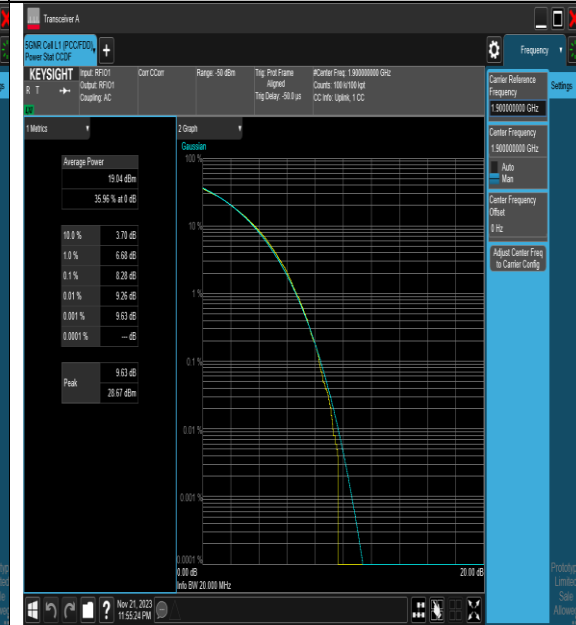 Transceiver A
5GNR Cell L1 (PCC/FDD),
Power Stat CCDF
+
Frequency
KEYSIGHT
R T
Input: RFIO1
Output: RFIO1
Coupling: AC
Corr CCorr
Range: -50 dBm
Trig: Prot Frame
Aligned
Trig Delay: -50.0 µs
#Center Freq: 1.900000000 GHz
Counts: 100 k/100 kpt
CC Info: Uplink, 1 CC
1 Metrics
Average Power
19.04 dBm
35.96 % at 0 dB
10.0 % 3.70 dB
1.0 % 6.68 dB
0.1 % 8.28 dB
0.01 % 9.26 dB
0.001 % 9.63 dB
0.0001 % --- dB
Peak 9.63 dB
28.67 dBm
2 Graph
Gaussian
100 %
10 %
1 %
0.1 %
0.01 %
0.001 %
0.0001 %
0.00 dB
20.00 dB
Info BW 20.000 MHz
Carrier Reference
Frequency
1.900000000 GHz
Center Frequency
1.900000000 GHz
Auto
Man
Center Frequency
Offset
0 Hz
Adjust Center Freq
to Carrier Config
Settings
Nov 21, 2023
11:55:24 PM
?